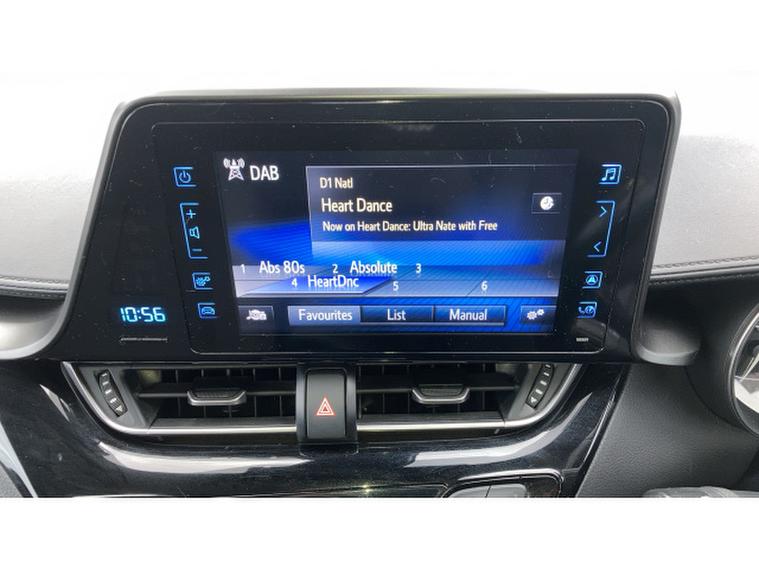 DAB
D1 Natl
Heart Dance
Now on Heart Dance: Ultra Nate with Free
1 Abs 80s 2 Absolute 3
4 HeartDnc 5 6
10:56
Favourites List Manual